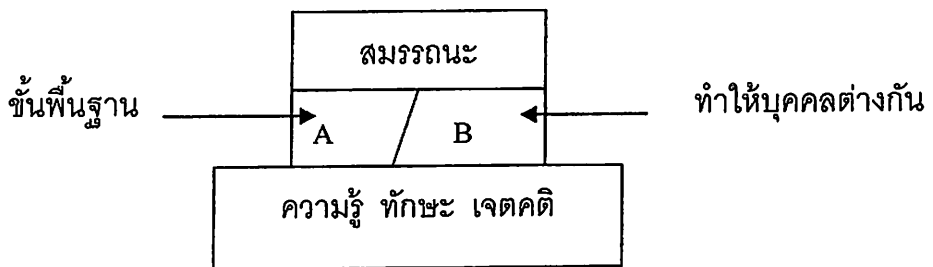 สมรรถนะ
ขั้นพื้นฐาน
ทำให้บุคคลต่างกัน
A
B
ความรู้ ทักษะ เจตคติ